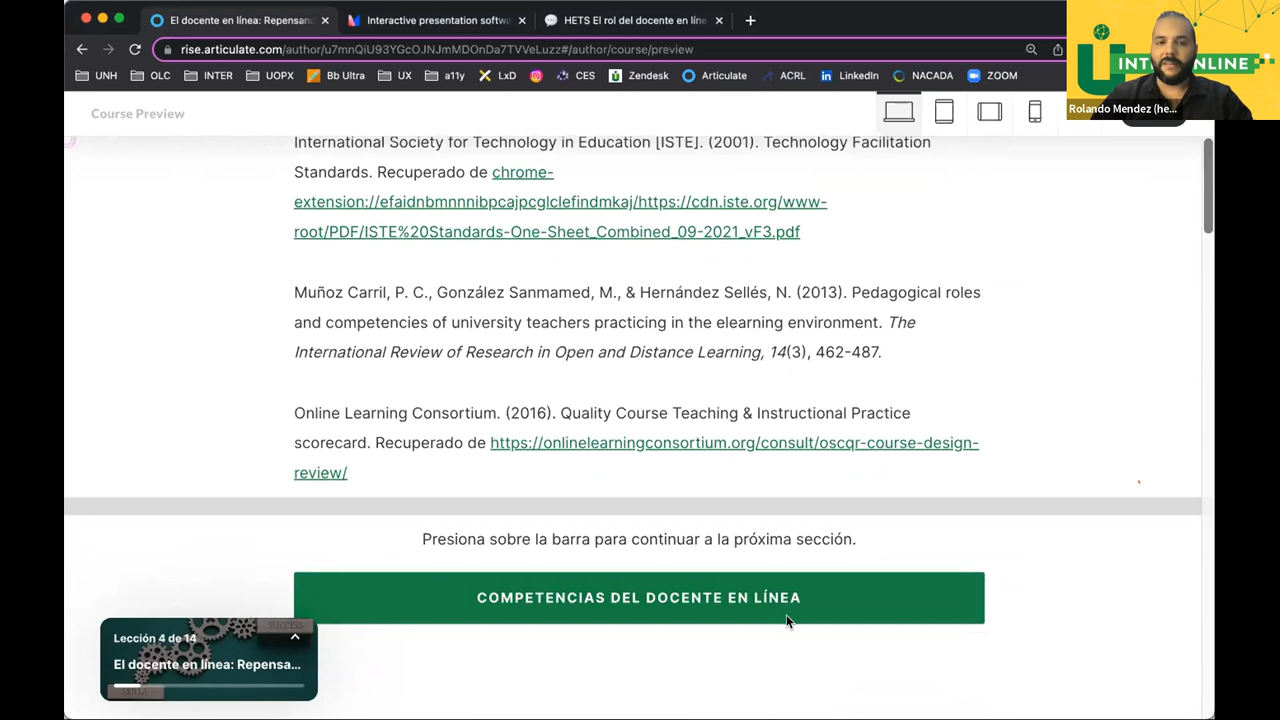 El docente en línea: Repensand
Interactive presentation softwa
HETS El rol del docente en líne
rise.articulate.com/author/u7mnQiU93YGcOJNJmMDOnDa7TVVeLuzz#/author/course/preview
UNH
OLC
INTER
UOPX
Bb Ultra
UX
a11y
LxD
CES
Zendesk
Articulate
ACRL
LinkedIn
NACADA
ZOOM
Rolando Mendez (he...
Course Preview
International Society for Technology in Education [ISTE]. (2001). Technology Facilitation
Standards. Recuperado de chrome-
extension://efaidnbmnnnibpcajpcglclefindmkaj/https://cdn.iste.org/www-
root/PDF/ISTE%20Standards-One-Sheet_Combined_09-2021_vF3.pdf
Muñoz Carril, P. C., González Sanmamed, M., & Hernández Sellés, N. (2013). Pedagogical roles
and competencies of university teachers practicing in the elearning environment. The
International Review of Research in Open and Distance Learning, 14(3), 462-487.
Online Learning Consortium. (2016). Quality Course Teaching & Instructional Practice
scorecard. Recuperado de https://onlinelearningconsortium.org/consult/oscqr-course-design-
review/
Presiona sobre la barra para continuar a la próxima sección.
COMPETENCIAS DEL DOCENTE EN LÍNEA
SUCCESS
Lección 4 de 14
El docente en línea: Repensa...
SKILL